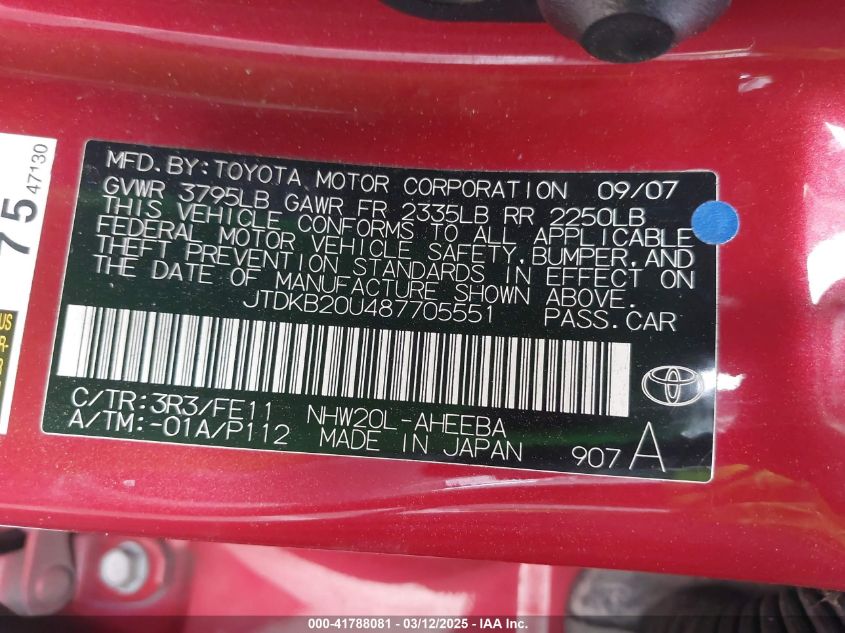 MFD. BY: TOYOTA MOTOR CORPORATION 09/07
GVWR 3795LB GAWR FR 2335LB RR 2250LB
THIS VEHICLE CONFORMS TO ALL APPLICABLE
FEDERAL MOTOR VEHICLE SAFETY, BUMPER, AND
THEFT PREVENTION STANDARDS IN EFFECT ON
THE DATE OF MANUFACTURE SHOWN ABOVE.
JTDKB20U487705551 PASS.CAR
C/TR: 3R3/FE11 NHW20L-AHEEBA
A/TM: -01A/P112 MADE IN JAPAN 907 A
75
47130
US
000-41788081 - 03/12/2025 - IAA Inc.